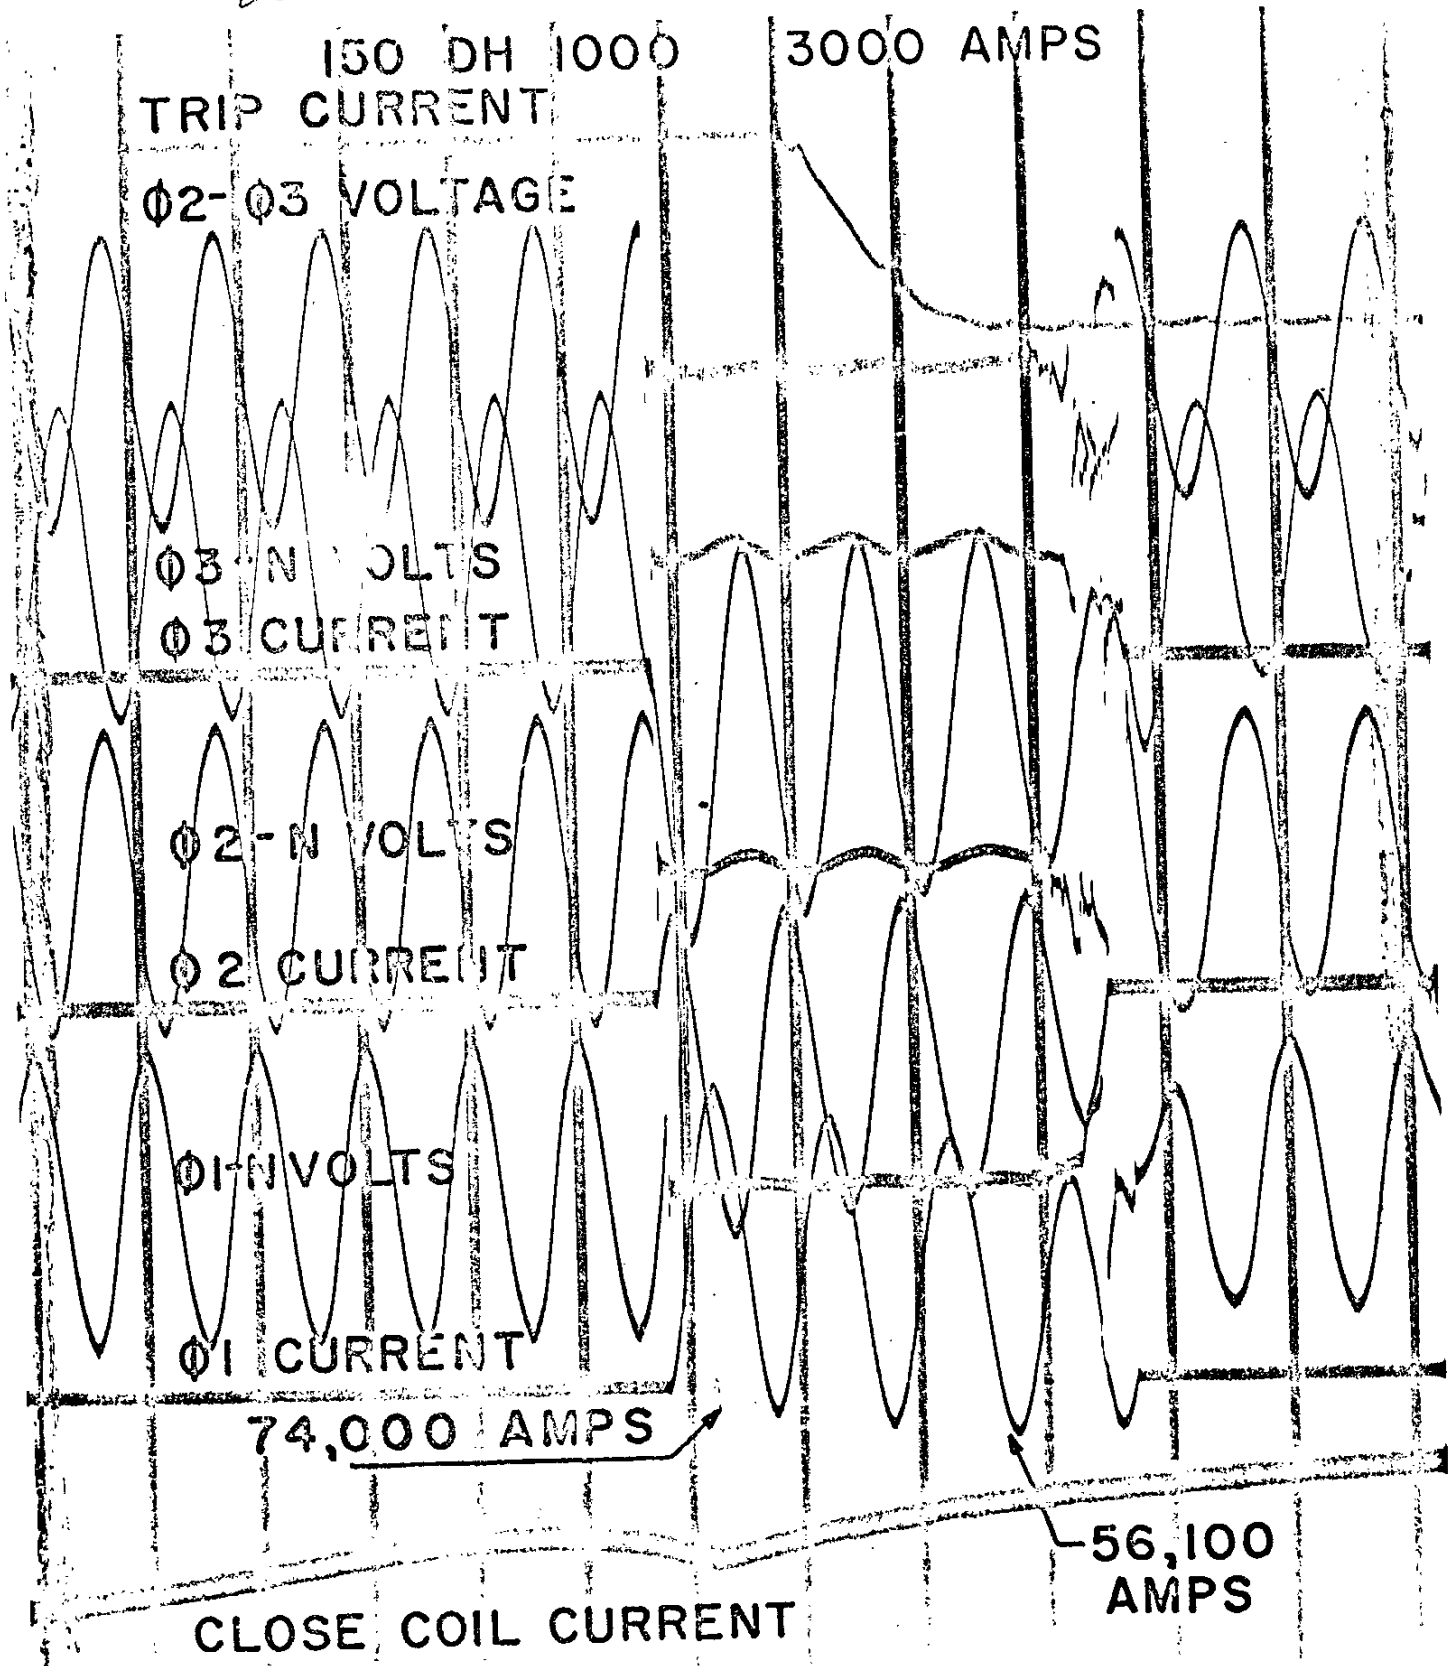 150 DH 1000 3000 AMPS
TRIP CURRENT
Φ2-Φ3 VOLTAGE
Φ3-N VOLTS
Φ3 CURRENT
Φ2-N VOLTS
Φ2 CURRENT
Φ1-N VOLTS
Φ1 CURRENT
74,000 AMPS
56,100
AMPS
CLOSE COIL CURRENT